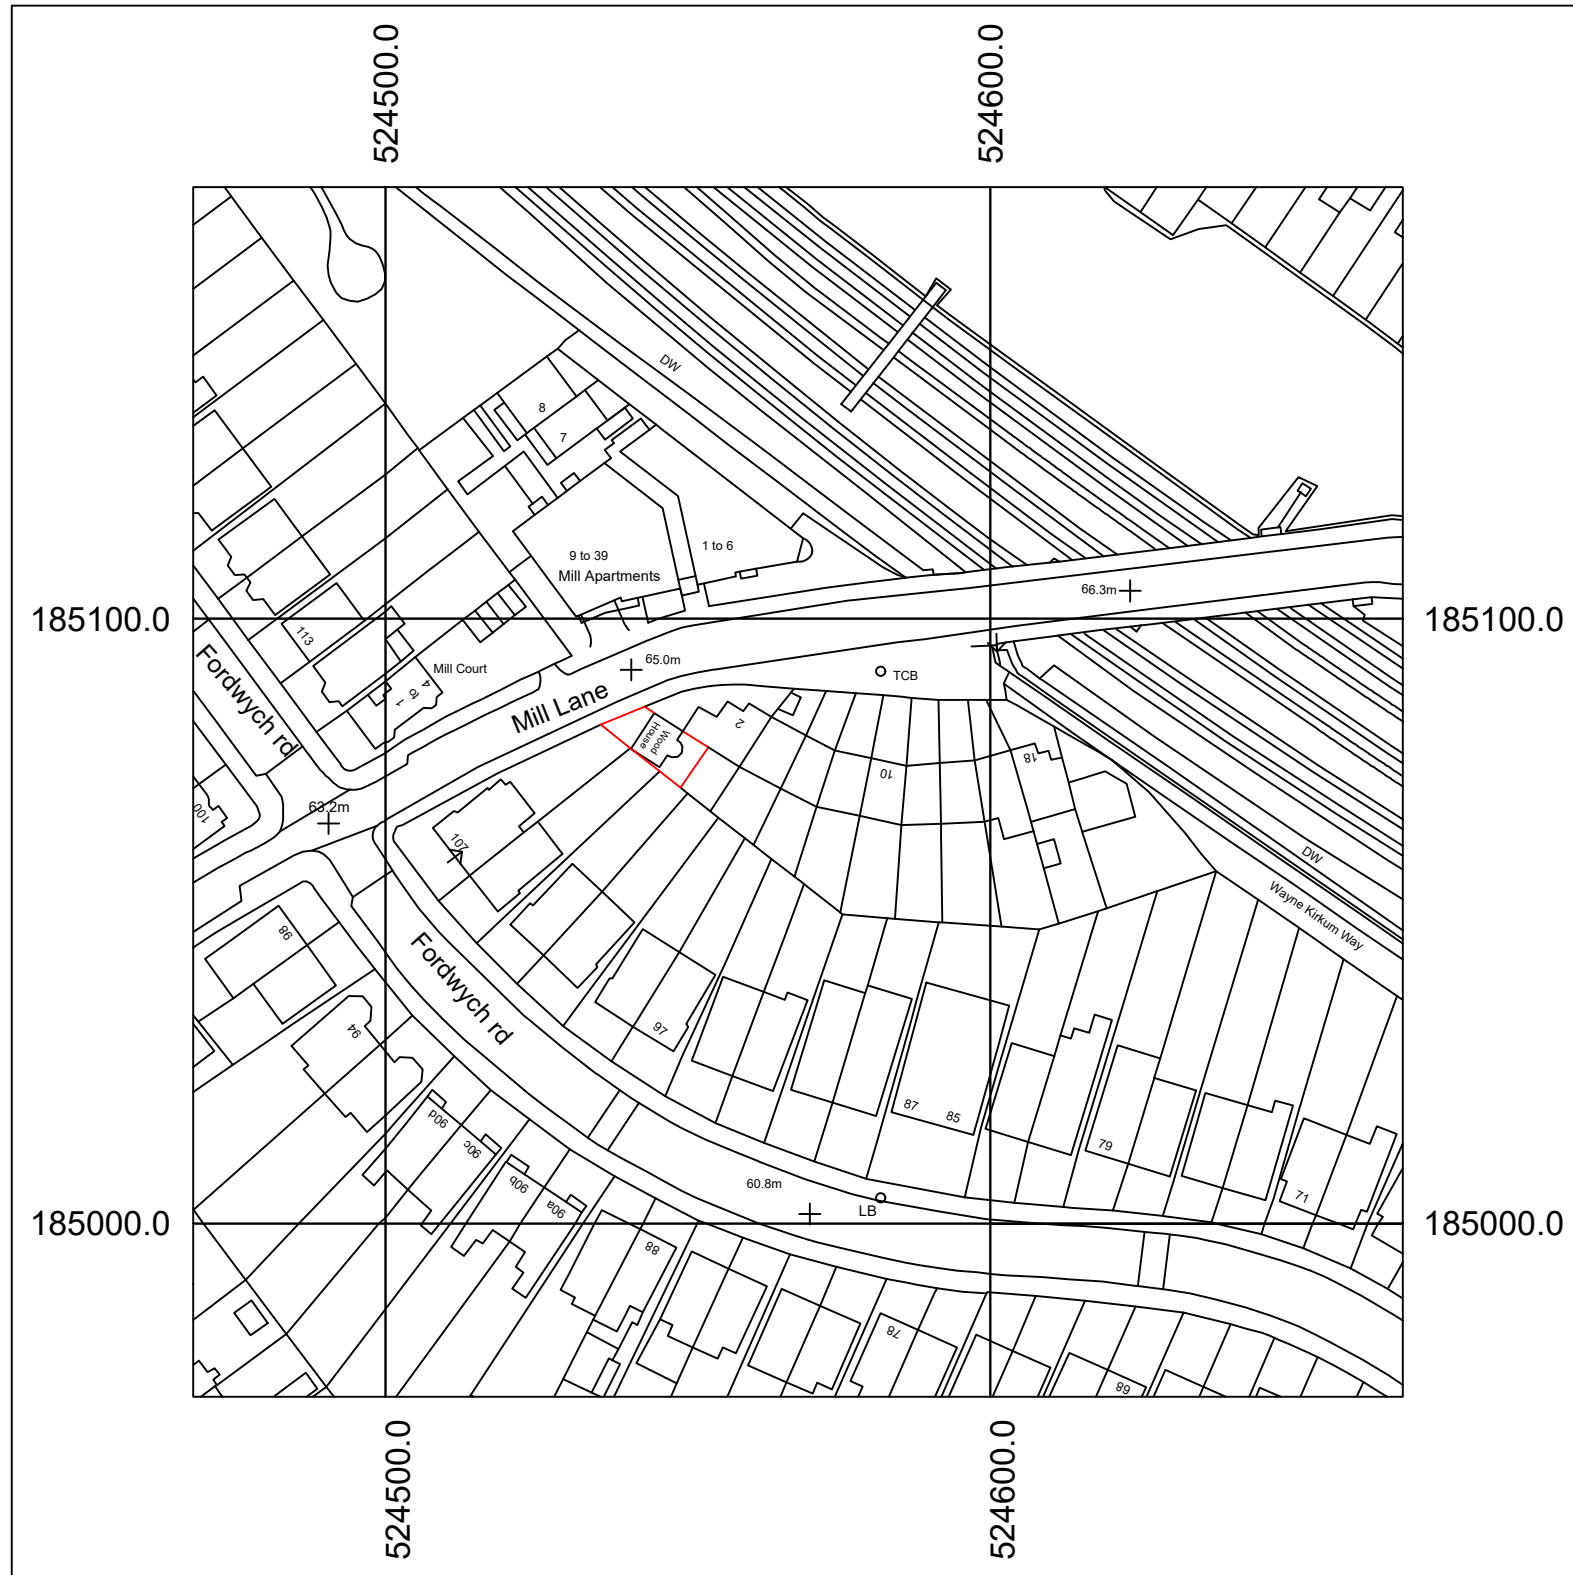 524500.0
524600.0
DW
8
7
9 to 39
Mill Apartments
1 to 6
66.3m
185100.0
185100.0
113
Fordwych rd
Mill Court
1 to 4
65.0m
TCB
Mill Lane
Wood
House
2
10
18
100
63.2m
107
DW
Wayne Kirkum Way
98
Fordwych rd
94
97
87
85
79
71
90d
90c
90b
90a
60.8m
LB
185000.0
185000.0
88
78
68
524500.0
524600.0